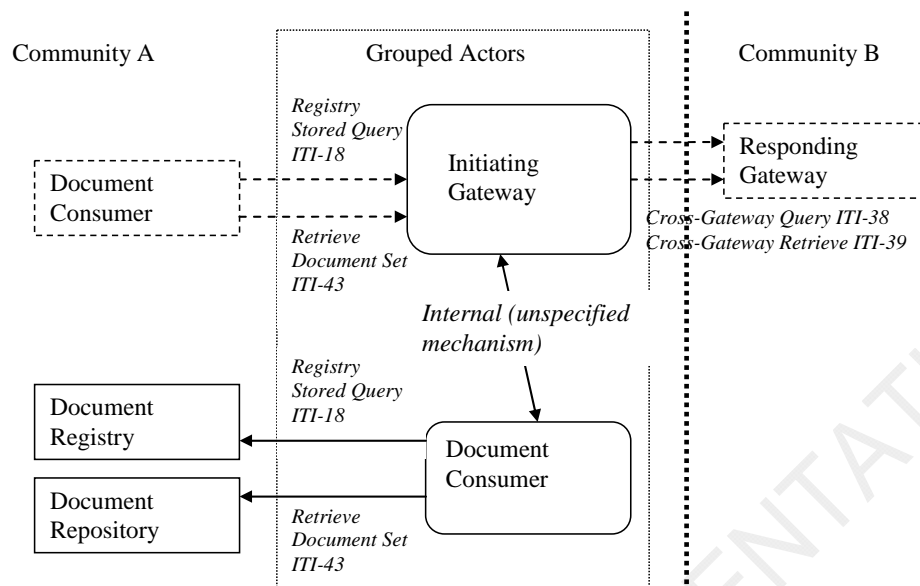 Community A
Grouped Actors
Community B
Registry
Stored Query
ITI-18
Document
Consumer
Initiating
Gateway
Responding
Gateway
Cross-Gateway Query ITI-38
Cross-Gateway Retrieve ITI-39
Retrieve
Document Set
ITI-43
Internal (unspecified
mechanism)
Registry
Stored Query
ITI-18
Document
Registry
Document
Consumer
Document
Repository
Retrieve
Document Set
ITI-43